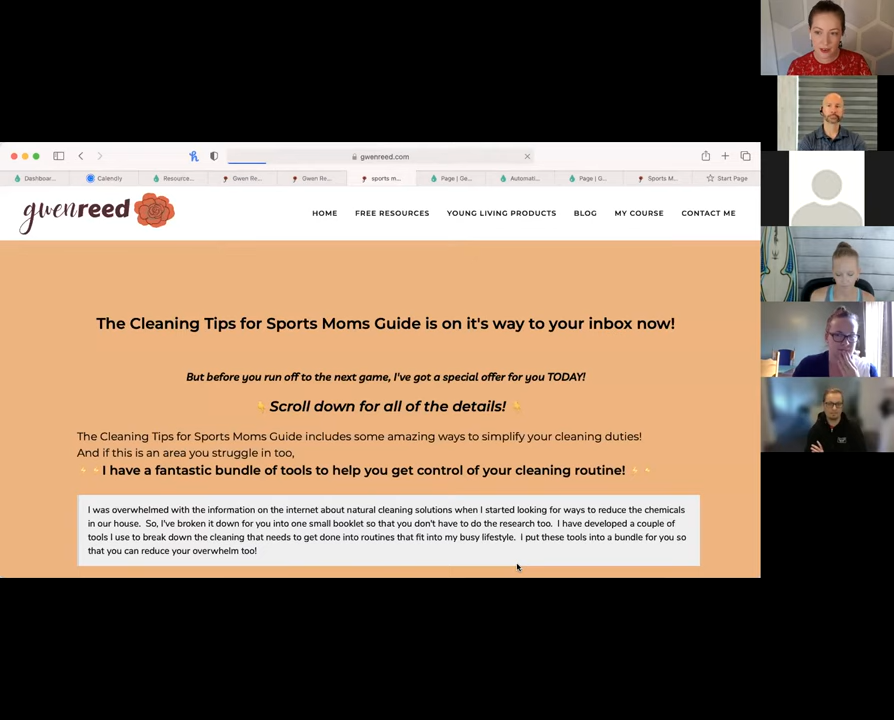 gwenreed.com
Dashboar...
Calendly
Resource...
Gwen Re...
Gwen Re...
sports m...
Page | Ge...
Automati...
Page | G...
Sports M...
Start Page
gwenreed
HOME
FREE RESOURCES
YOUNG LIVING PRODUCTS
BLOG
MY COURSE
CONTACT ME
The Cleaning Tips for Sports Moms Guide is on it's way to your inbox now!
But before you run off to the next game, I've got a special offer for you TODAY!
Scroll down for all of the details!
The Cleaning Tips for Sports Moms Guide includes some amazing ways to simplify your cleaning duties!
And if this is an area you struggle in too,
I have a fantastic bundle of tools to help you get control of your cleaning routine!
I was overwhelmed with the information on the internet about natural cleaning solutions when I started looking for ways to reduce the chemicals
in our house. So, I've broken it down for you into one small booklet so that you don't have to do the research too. I have developed a couple of
tools I use to break down the cleaning that needs to get done into routines that fit into my busy lifestyle. I put these tools into a bundle for you so
that you can reduce your overwhelm too!